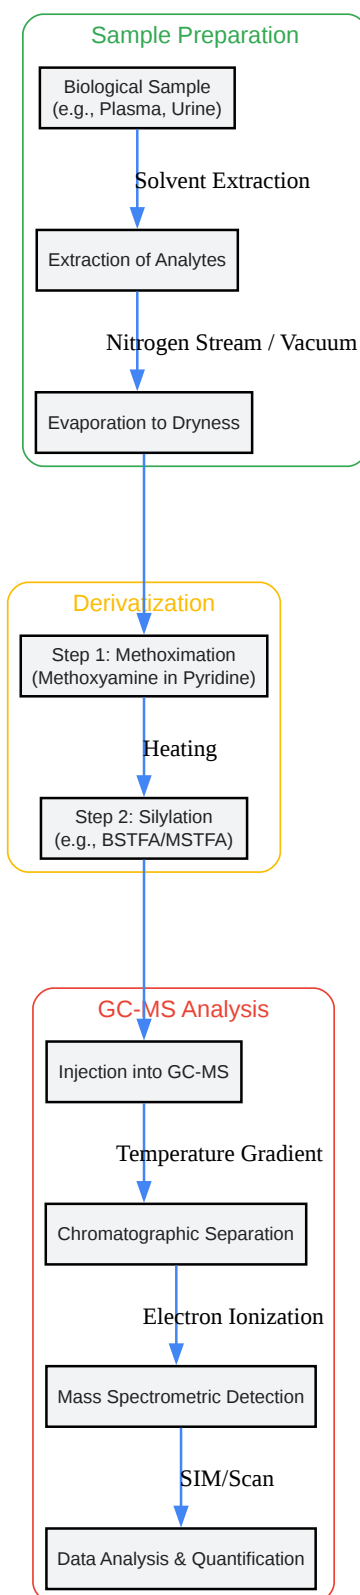 Sample Preparation
Biological Sample
(e.g., Plasma, Urine)
Solvent Extraction
Extraction of Analytes
Nitrogen Stream / Vacuum
Evaporation to Dryness
Derivatization
Step 1: Methoximation
(Methoxyamine in Pyridine)
Heating
Step 2: Silylation
(e.g., BSTFA/MSTFA)
GC-MS Analysis
Injection into GC-MS
Temperature Gradient
Chromatographic Separation
Electron Ionization
Mass Spectrometric Detection
SIM/Scan
Data Analysis & Quantification